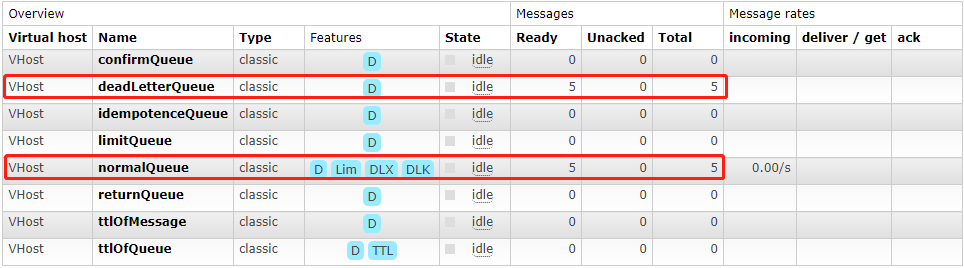 Overview Messages Message rates
Virtual host Name Type Features State Ready Unacked Total incoming deliver / get ack
VHost confirmQueue classic D idle 0 0 0
VHost deadLetterQueue classic D idle 5 0 5
VHost idempotenceQueue classic D idle 0 0 0
VHost limitQueue classic D idle 0 0 0
VHost normalQueue classic D Lim DLX DLK idle 5 0 5 0.00/s
VHost returnQueue classic D idle 0 0 0
VHost ttlOfMessage classic D idle 0 0 0
VHost ttlOfQueue classic D TTL idle 0 0 0